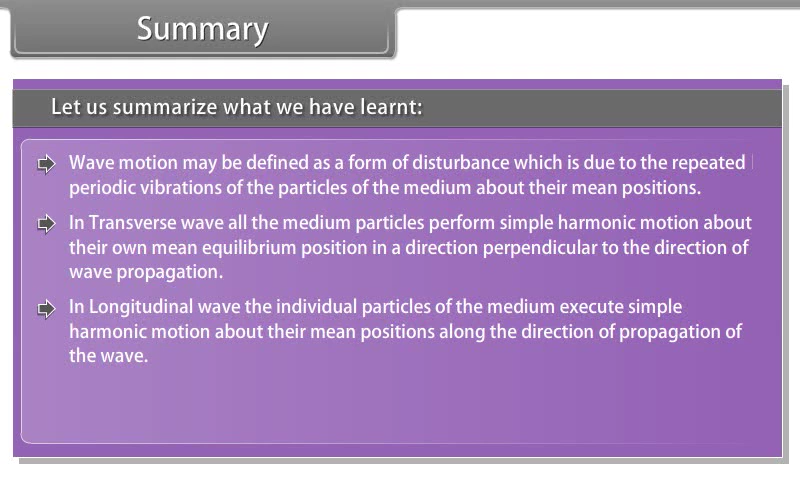 Summary
Let us summarize what we have learnt:
Wave motion may be defined as a form of disturbance which is due to the repeated
periodic vibrations of the particles of the medium about their mean positions.
In Transverse wave all the medium particles perform simple harmonic motion about
their own mean equilibrium position in a direction perpendicular to the direction of
wave propagation.
In Longitudinal wave the individual particles of the medium execute simple
harmonic motion about their mean positions along the direction of propagation of
the wave.